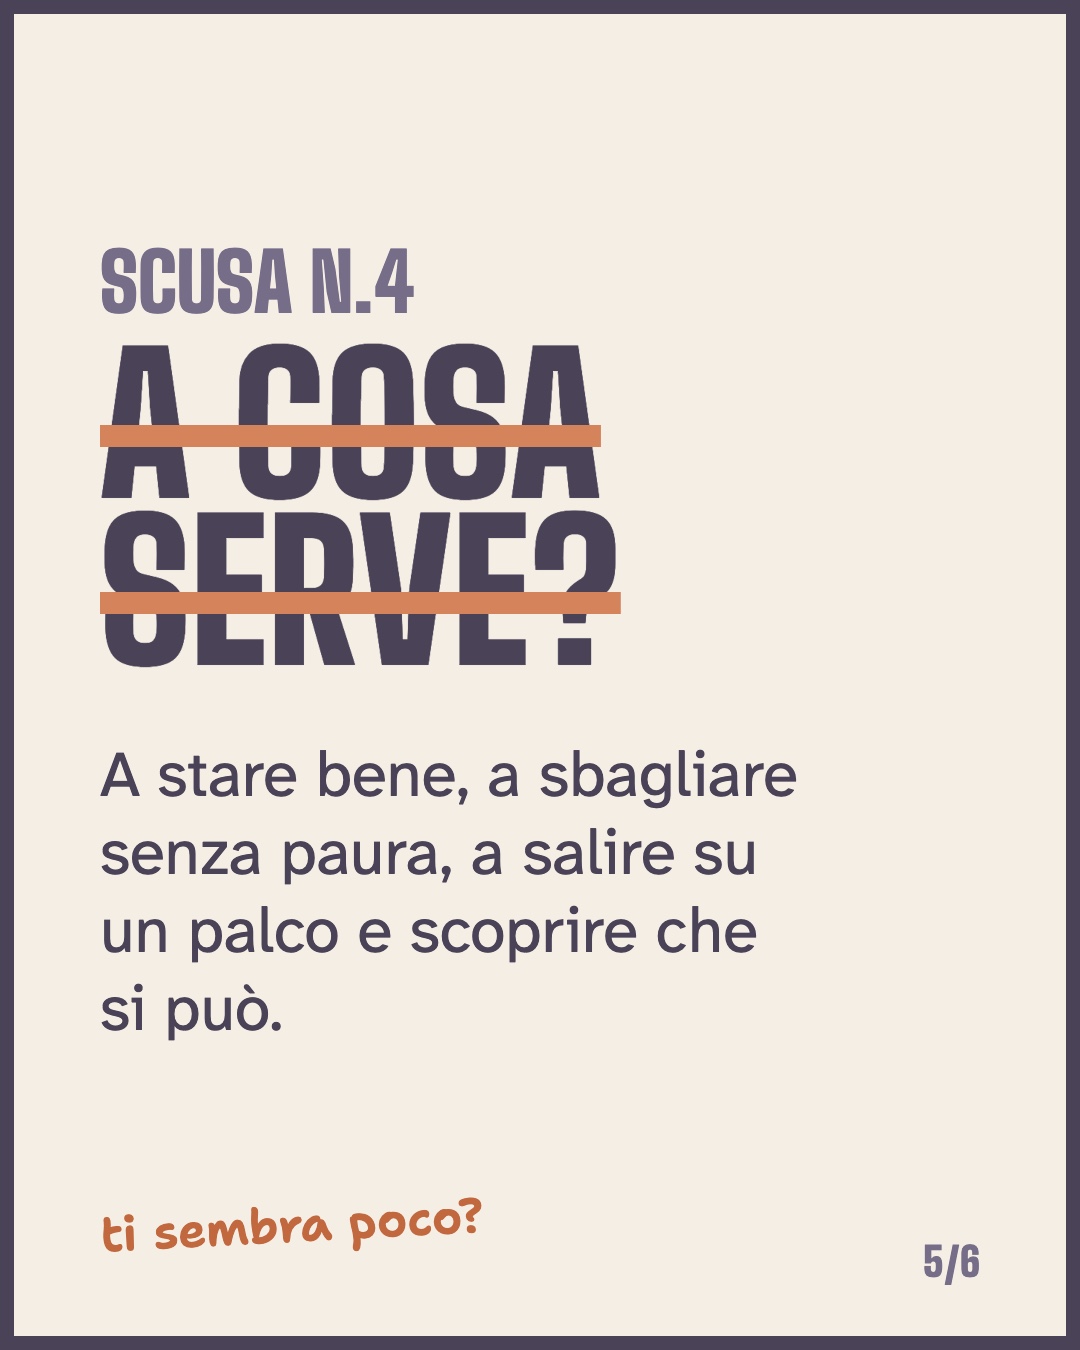 SCUSA N.4
A COSA
SERVE?
A stare bene, a sbagliare
senza paura, a salire su
un palco e scoprire che
si può.
ti sembra poco?
5/6